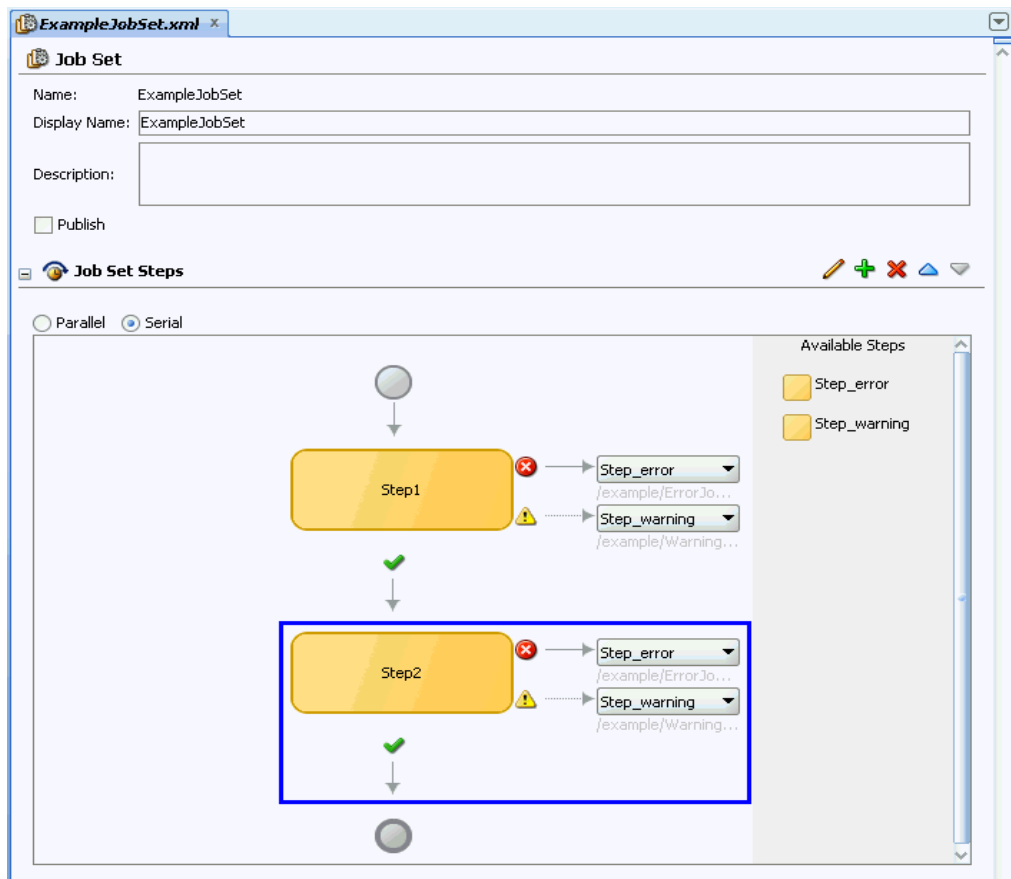 ExampleJobSet.xml
Job Set
Name: ExampleJobSet
Display Name: ExampleJobSet
Description:
Publish
Job Set Steps
Parallel Serial
Available Steps
Step_error
Step_warning
Step1
Step_error
/example/ErrorJo...
Step_warning
/example/Warning...
Step2
Step_error
/example/ErrorJo...
Step_warning
/example/Warning...